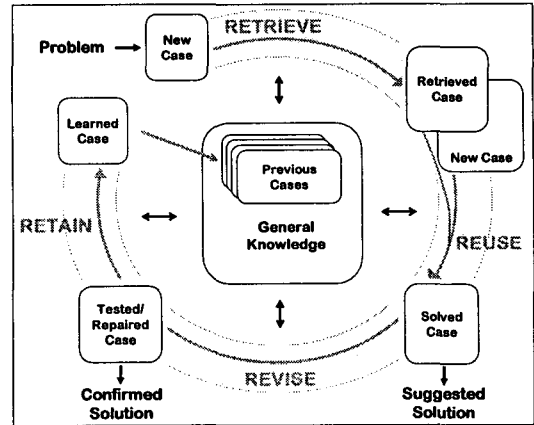 RETRIEVE
Problem
New
Case
Retrieved
Case
New Case
Learned
Case
Previous
Cases
General
Knowledge
RETAIN
REUSE
Tested/
Repaired
Case
Solved
Case
REVISE
Confirmed
Solution
Suggested
Solution